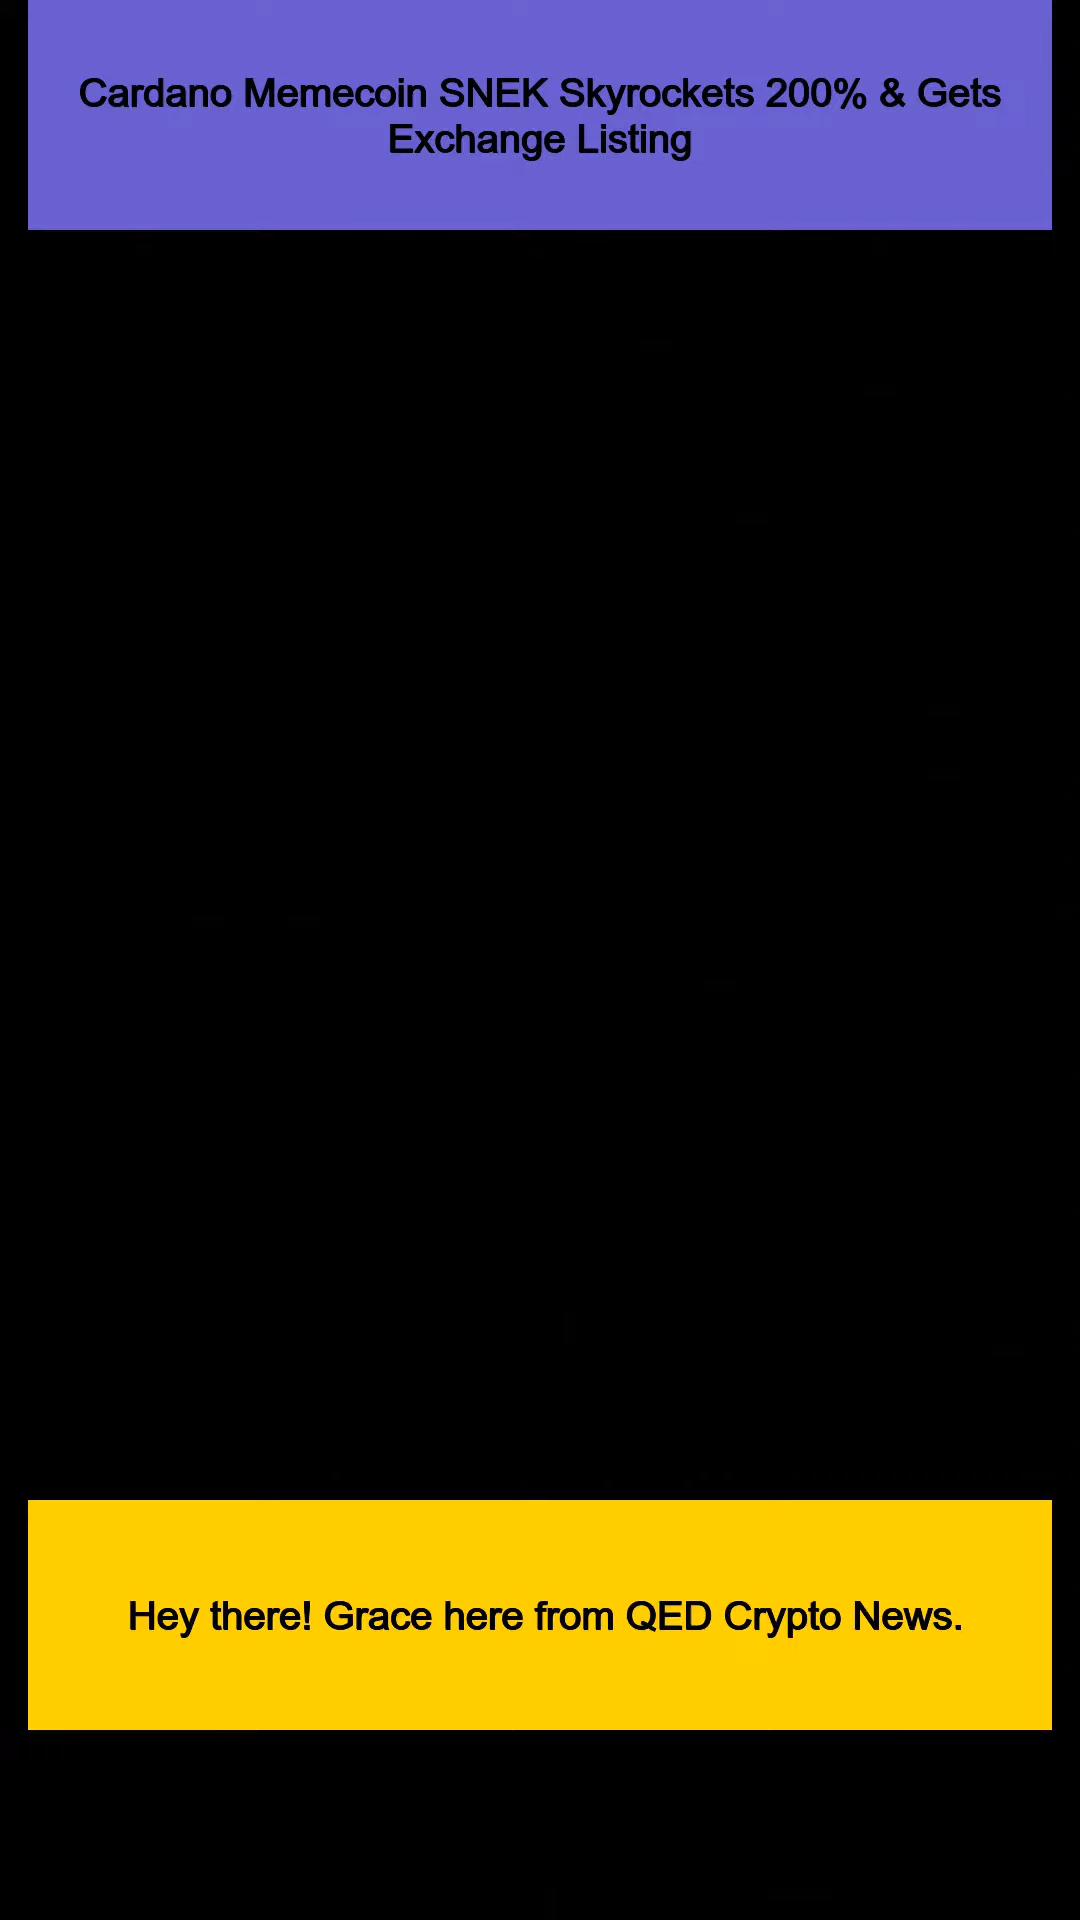 Cardano Memecoin SNEK Skyrockets 200% & Gets
Exchange Listing
Hey there! Grace here from QED Crypto News.